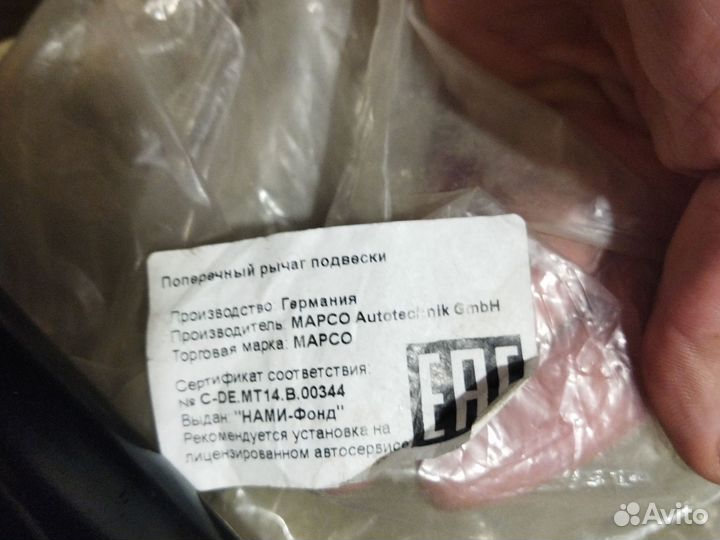 Поперечный рычаг подвески
Производство: Германия
Производитель: MAPCO Autotechnik GmbH
Торговая марка: MAPCO
Сертификат соответствия:
№ C-DE.МТ14.В.00344
Выдан: "НАМИ-Фонд"
Рекомендуется установка на
лицензированном автосервисе
EAC
Avito